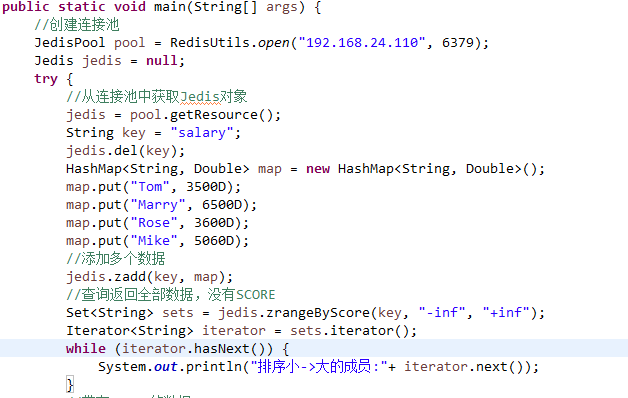 public static void main(String[] args) {
//创建连接池
JedisPool pool = RedisUtils.open("192.168.24.110", 6379);
Jedis jedis = null;
try {
//从连接池中获取Jedis对象
jedis = pool.getResource();
String key = "salary";
jedis.del(key);
HashMap<String, Double> map = new HashMap<String, Double>();
map.put("Tom", 3500D);
map.put("Marry", 6500D);
map.put("Rose", 3600D);
map.put("Mike", 5060D);
//添加多个数据
jedis.zadd(key, map);
//查询返回全部数据，没有SCORE
Set<String> sets = jedis.zrangeByScore(key, "-inf", "+inf");
Iterator<String> iterator = sets.iterator();
while (iterator.hasNext()) {
System.out.println("排序小->大的成员:"+ iterator.next());
}